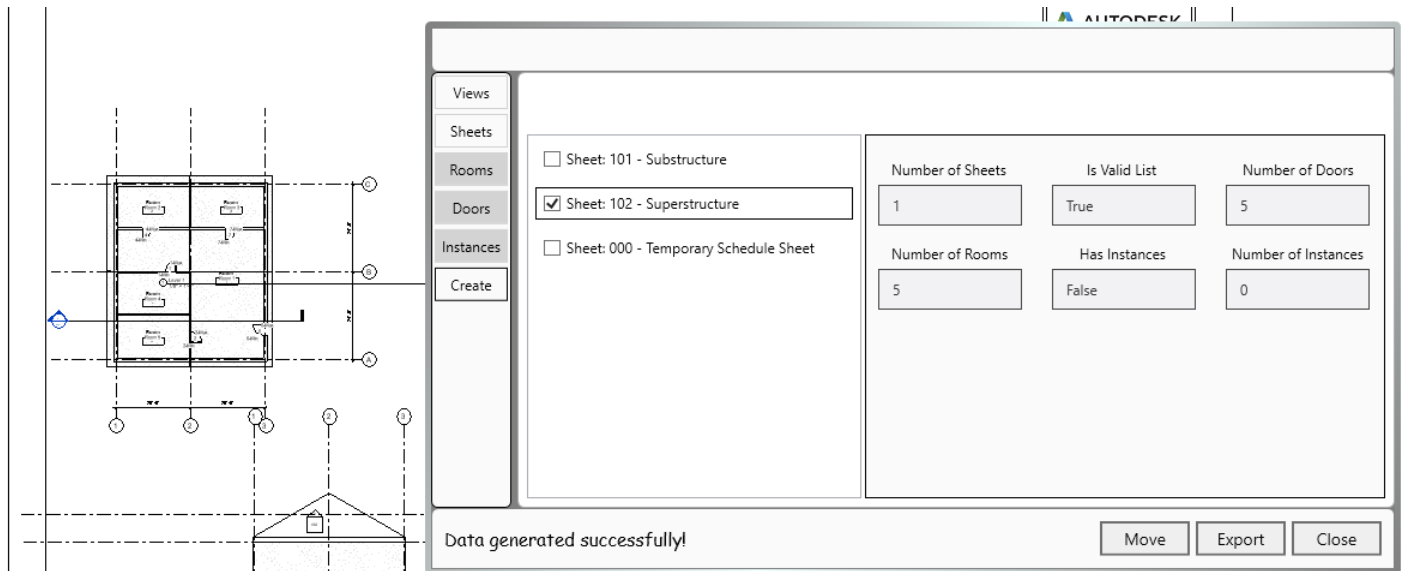 AUTODESK
Views
Sheets
Rooms
Doors
Instances
Create
Sheet: 101 - Substructure
Sheet: 102 - Superstructure
Sheet: 000 - Temporary Schedule Sheet
Number of Sheets
Is Valid List
Number of Doors
1
True
5
Number of Rooms
Has Instances
Number of Instances
5
False
0
Data generated successfully!
Move
Export
Close
C
B
A
1
2
3
1
2
3